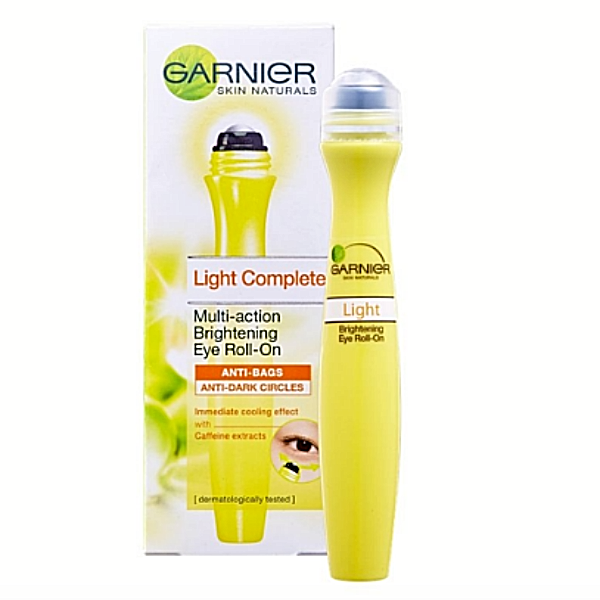 GARNIER
SKIN NATURALS
Light Complete
Multi-action
Brightening
Eye Roll-On
ANTI-BAGS
ANTI-DARK CIRCLES
Immediate cooling effect
with
Caffeine extracts
[ dermatologically tested ]
GARNIER
SKIN NATURALS
Light
Brightening
Eye Roll-On